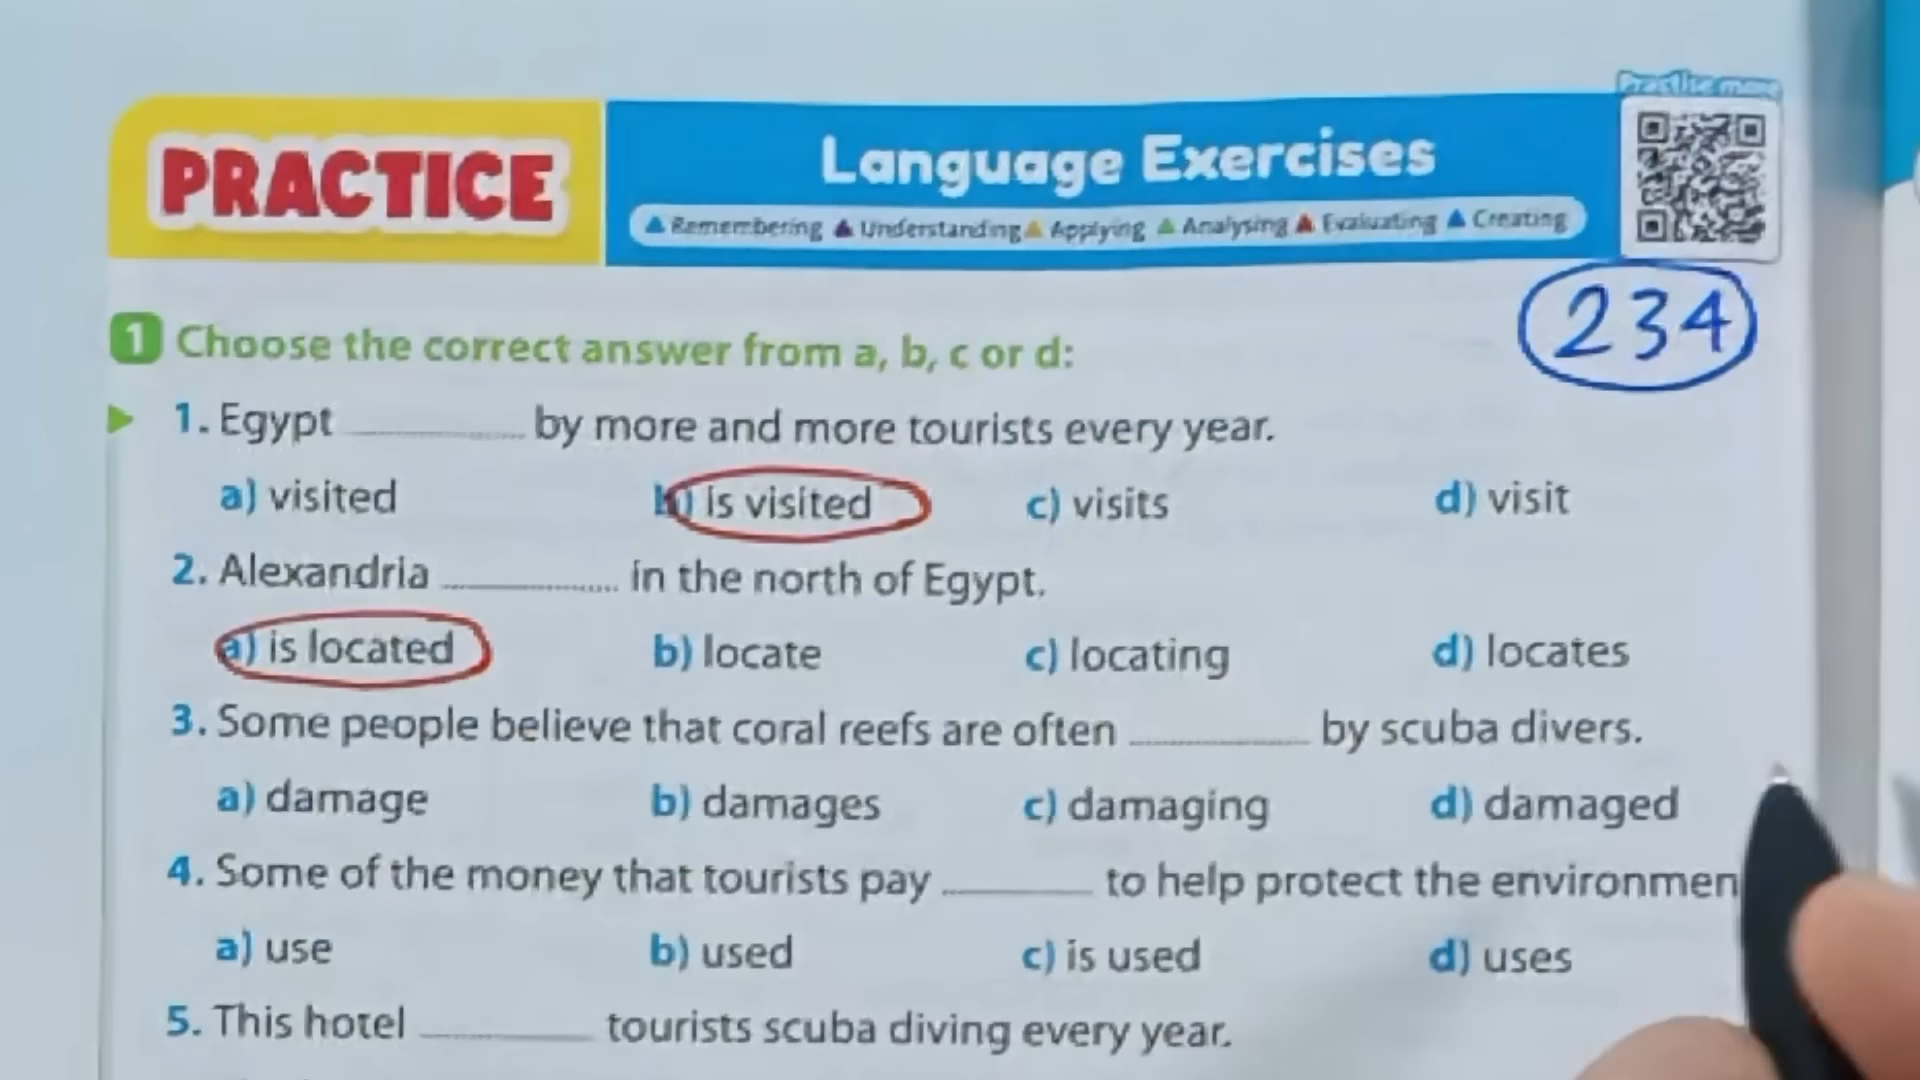 Practise more
PRACTICE
Language Exercises
Remembering Understanding Applying Analysing Evaluating Creating
234
1 Choose the correct answer from a, b, c or d:
1. Egypt ............ by more and more tourists every year.
a) visited b) is visited c) visits d) visit
2. Alexandria ............ in the north of Egypt.
a) is located b) locate c) locating d) locates
3. Some people believe that coral reefs are often ............ by scuba divers.
a) damage b) damages c) damaging d) damaged
4. Some of the money that tourists pay ............ to help protect the environmen
a) use b) used c) is used d) uses
5. This hotel ............ tourists scuba diving every year.